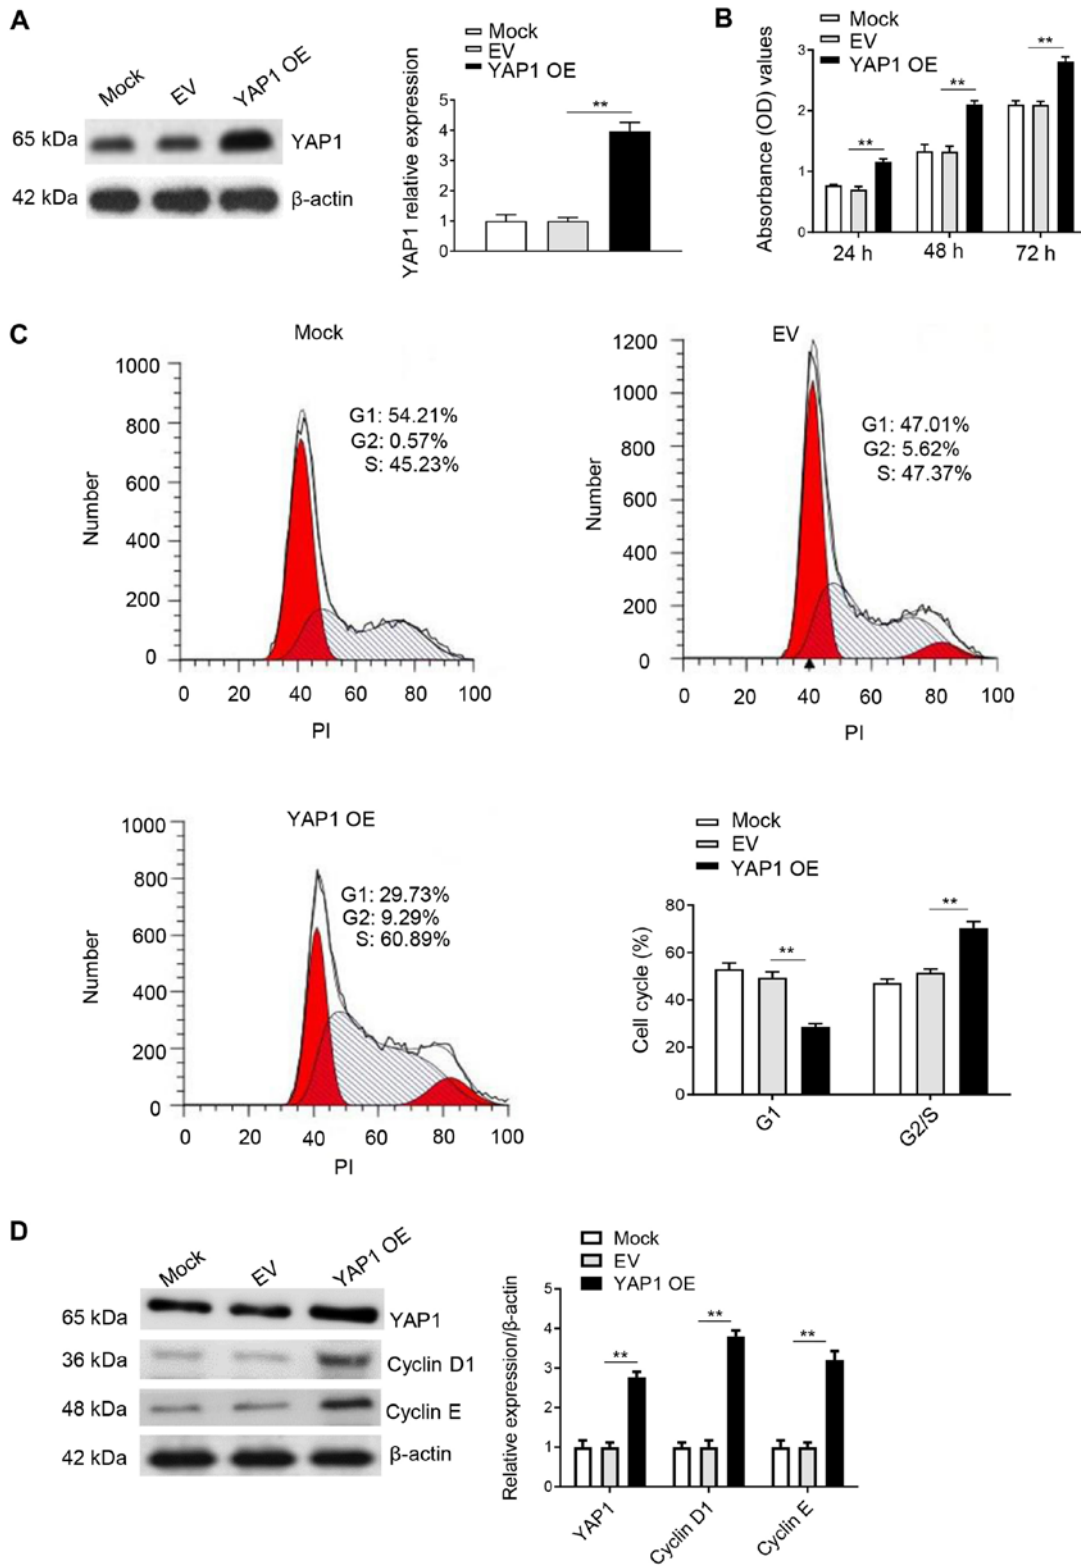 A
Mock
EV
YAP1 OE
65 kDa
YAP1
42 kDa
β-actin
Mock
EV
YAP1 OE
YAP1 relative expression
5
4
3
2
1
0
**
B
Mock
EV
YAP1 OE
Absorbance (OD) values
3
2
1
0
**
**
**
24 h
48 h
72 h
C
Mock
Number
1000
800
600
400
200
0
G1: 54.21%
G2: 0.57%
S: 45.23%
0 20 40 60 80 100
PI
EV
Number
1200
1000
800
600
400
200
0
G1: 47.01%
G2: 5.62%
S: 47.37%
0 20 40 60 80 100
PI
YAP1 OE
Number
1000
800
600
400
200
0
G1: 29.73%
G2: 9.29%
S: 60.89%
0 20 40 60 80 100
PI
Mock
EV
YAP1 OE
Cell cycle (%)
80
60
40
20
0
**
**
G1
G2/S
D
Mock
EV
YAP1 OE
65 kDa
YAP1
36 kDa
Cyclin D1
48 kDa
Cyclin E
42 kDa
β-actin
Mock
EV
YAP1 OE
Relative expression/β-actin
5
4
3
2
1
0
**
**
**
YAP1
Cyclin D1
Cyclin E